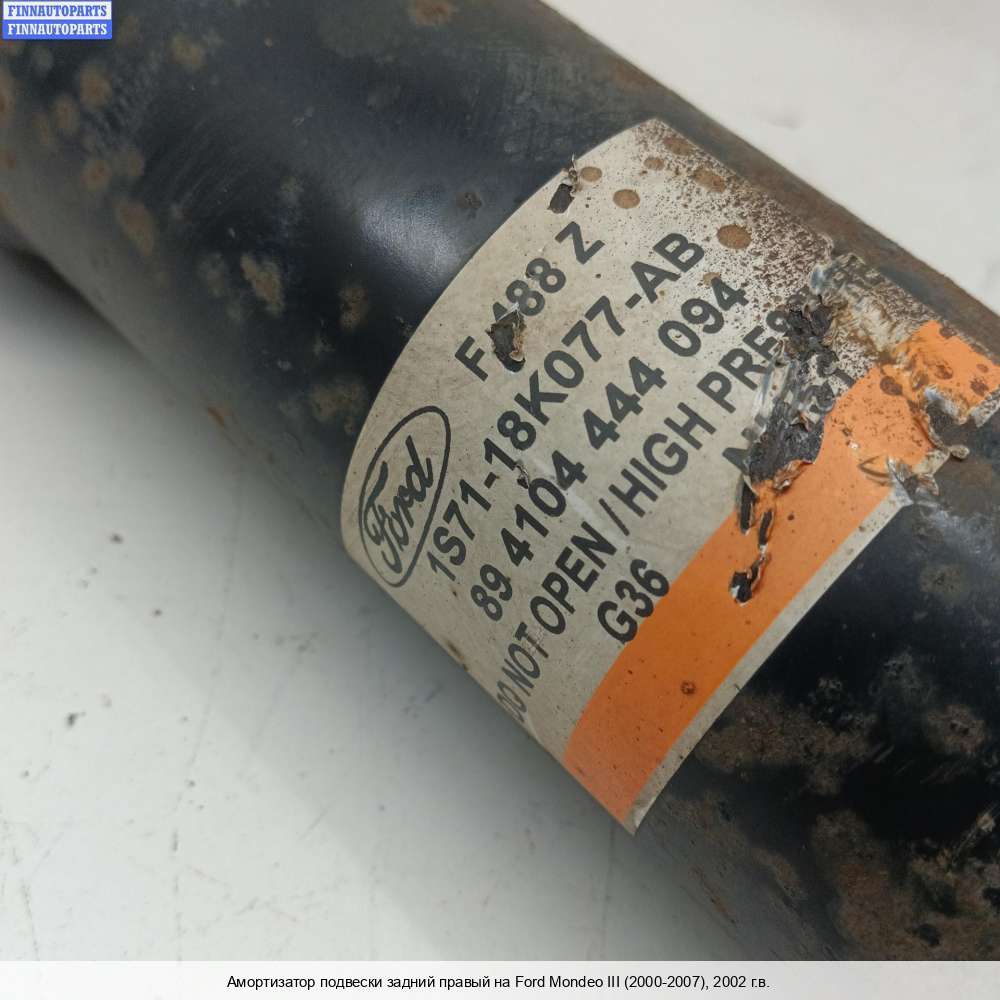 FINNAUTOPARTS
FINNAUTOPARTS
Z
1S71-18K077-AB
89 4104 444 094
DO NOT OPEN / HIGH
G36
Ford
Амортизатор подвески задний правый на Ford Mondeo III (2000-2007), 2002 г.в.